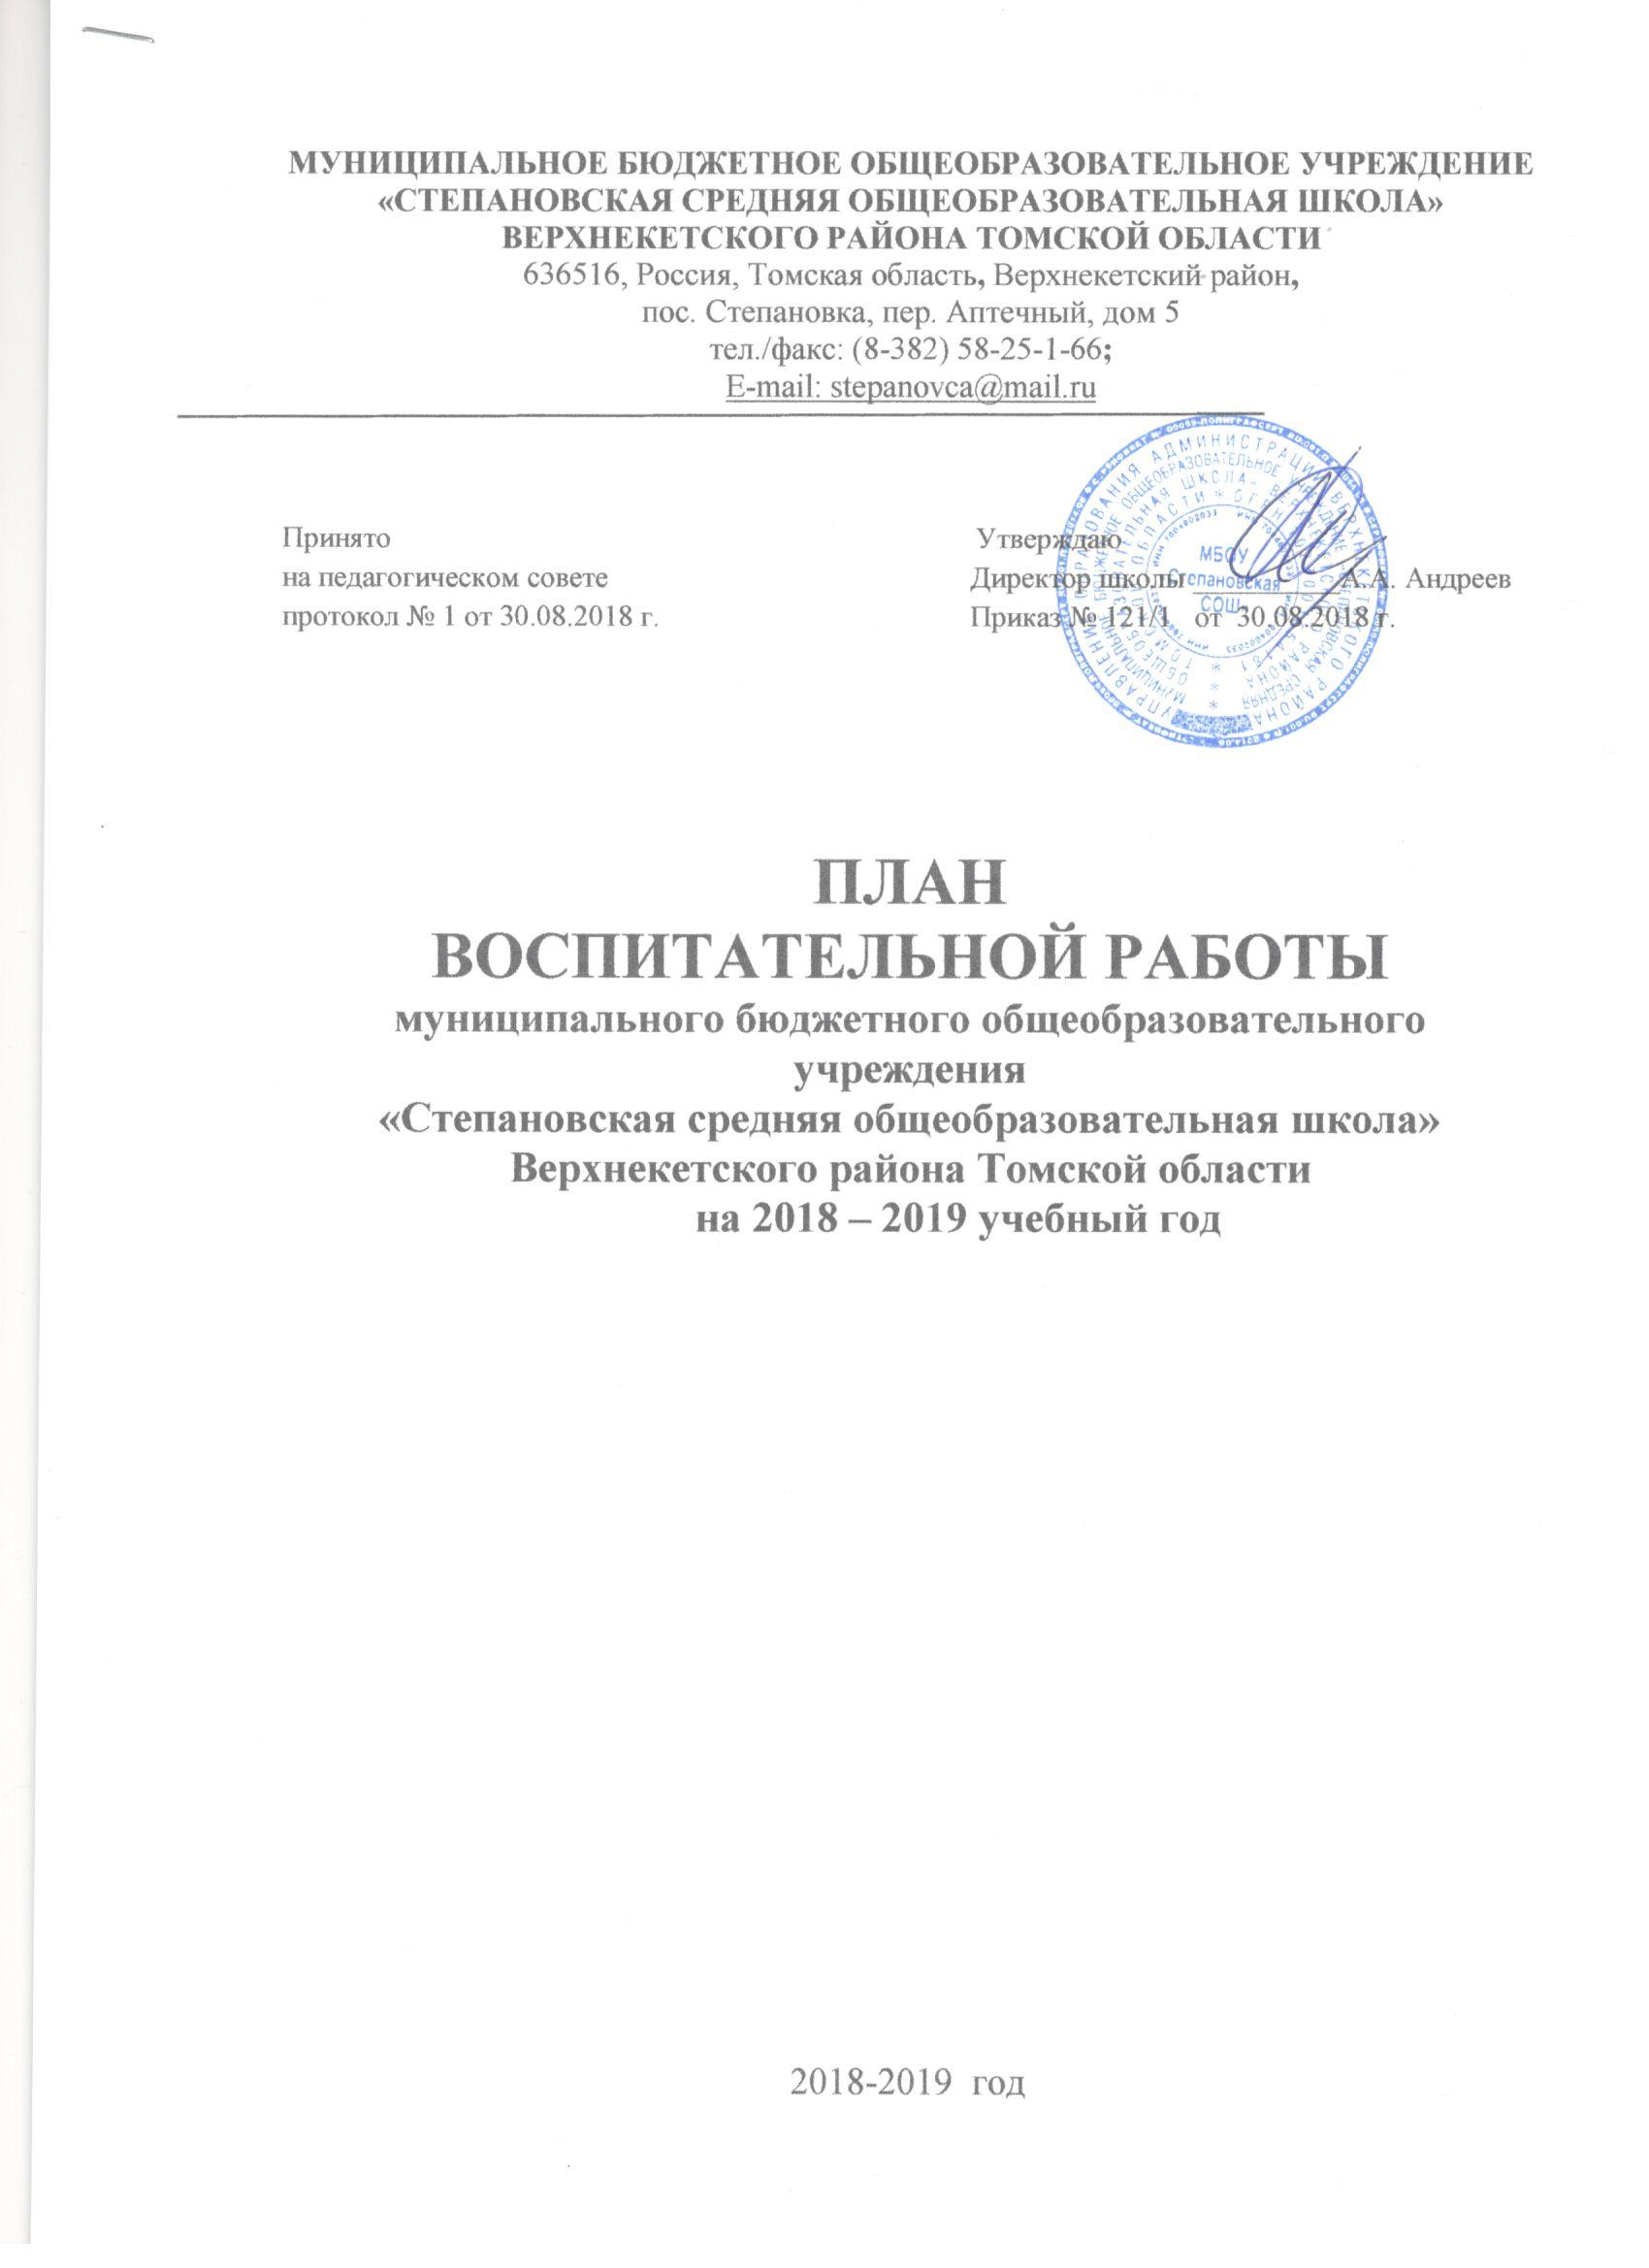 МУНИЦИПАЛЬНОЕ БЮДЖЕТНОЕ ОБЩЕОБРАЗОВАТЕЛЬНОЕ УЧРЕЖДЕНИЕ
«СТЕПАНОВСКАЯ СРЕДНЯЯ ОБЩЕОБРАЗОВАТЕЛЬНАЯ ШКОЛА»
ВЕРХНЕКЕТСКОГО РАЙОНА ТОМСКОЙ ОБЛАСТИ
636516, Россия, Томская область, Верхнекетский район,
пос. Степановка, пер. Аптечный, дом 5
тел./факс: (8-382) 58-25-1-66;
E-mail: stepanovca@mail.ru
Принято Утверждаю
на педагогическом совете Директор школы ___________ А.А. Андреев
протокол № 1 от 30.08.2018 г. Приказ № 121/1 от 30.08.2018 г.
МБОУ
Степановская
СОШ
ПЛАН
ВОСПИТАТЕЛЬНОЙ РАБОТЫ
муниципального бюджетного общеобразовательного
учреждения
«Степановская средняя общеобразовательная школа»
Верхнекетского района Томской области
на 2018 – 2019 учебный год
2018-2019 год